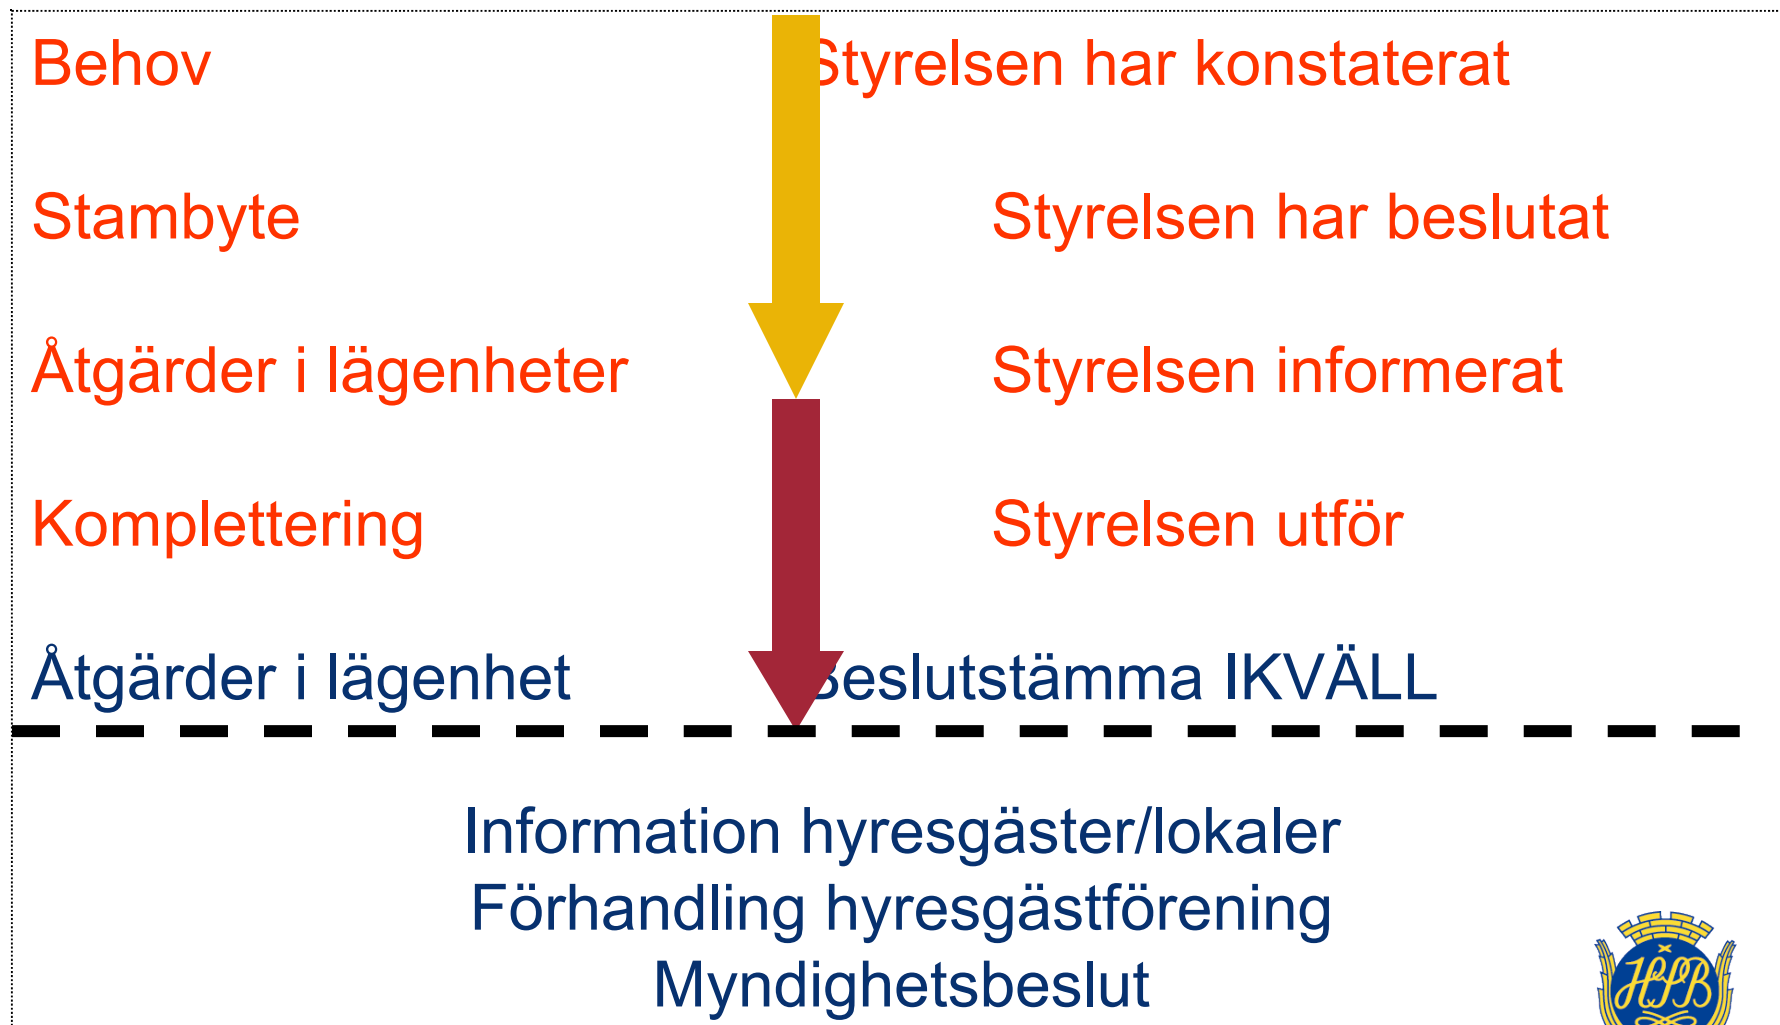 Behov Styrelsen har konstaterat
Stambyte Styrelsen har beslutat
Åtgärder i lägenheter Styrelsen informerat
Komplettering Styrelsen utför
Åtgärder i lägenhet Beslutstämma IKVÄLL
Information hyresgäster/lokaler
Förhandling hyresgästförening
Myndighetsbeslut
HSB